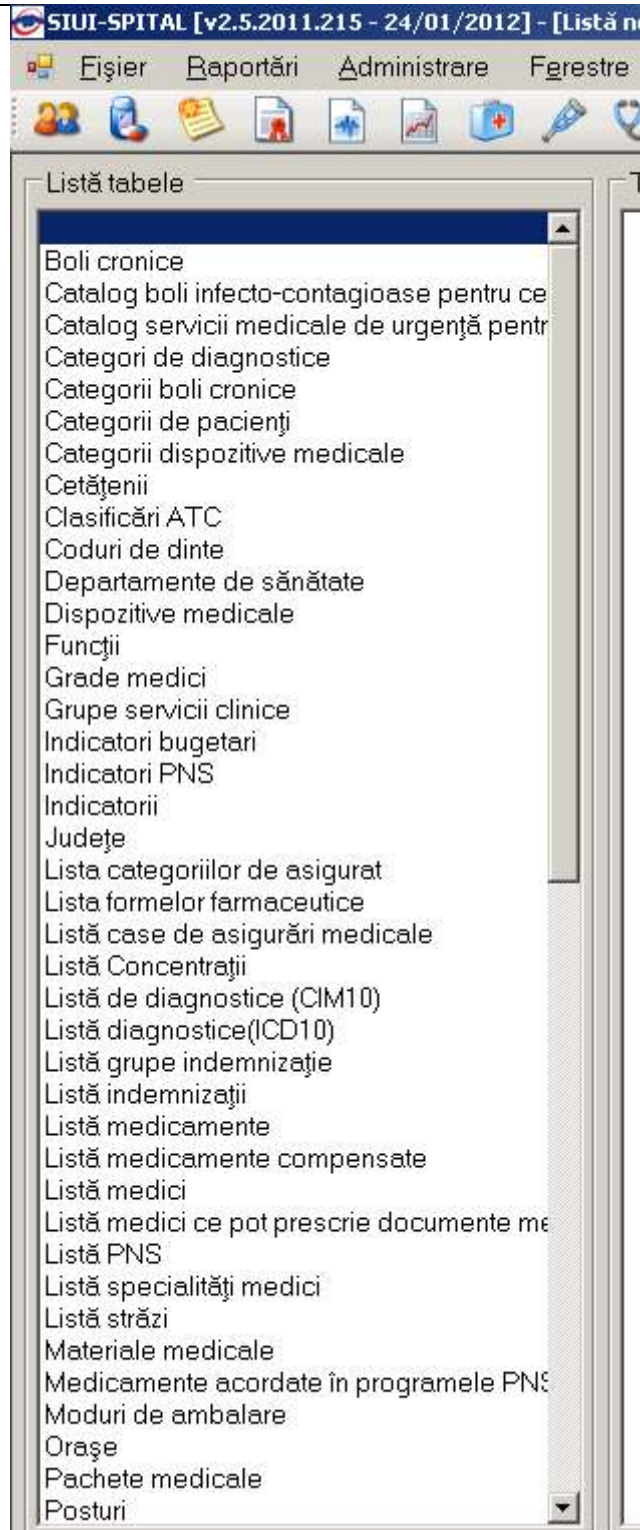 SIUI-SPITAL [v2.5.2011.215 - 24/01/2012] - [Listă
Fişier Raportări Administrare Ferestre
Listă tabele
Boli cronice
Catalog boli infecto-contagioase pentru ce
Catalog servicii medicale de urgenţă pentr
Categori de diagnostice
Categorii boli cronice
Categorii de pacienţi
Categorii dispozitive medicale
Cetăţenii
Clasificări ATC
Coduri de dinte
Departamente de sănătate
Dispozitive medicale
Funcţii
Grade medici
Grupe servicii clinice
Indicatori bugetari
Indicatori PNS
Indicatorii
Judeţe
Lista categoriilor de asigurat
Lista formelor farmaceutice
Listă case de asigurări medicale
Listă Concentraţii
Listă de diagnostice (CIM10)
Listă diagnostice(ICD10)
Listă grupe indemnizaţie
Listă indemnizaţii
Listă medicamente
Listă medicamente compensate
Listă medici
Listă medici ce pot prescrie documente me
Listă PNS
Listă specialităţi medici
Listă străzi
Materiale medicale
Medicamente acordate în programele PNS
Moduri de ambalare
Oraşe
Pachete medicale
Posturi